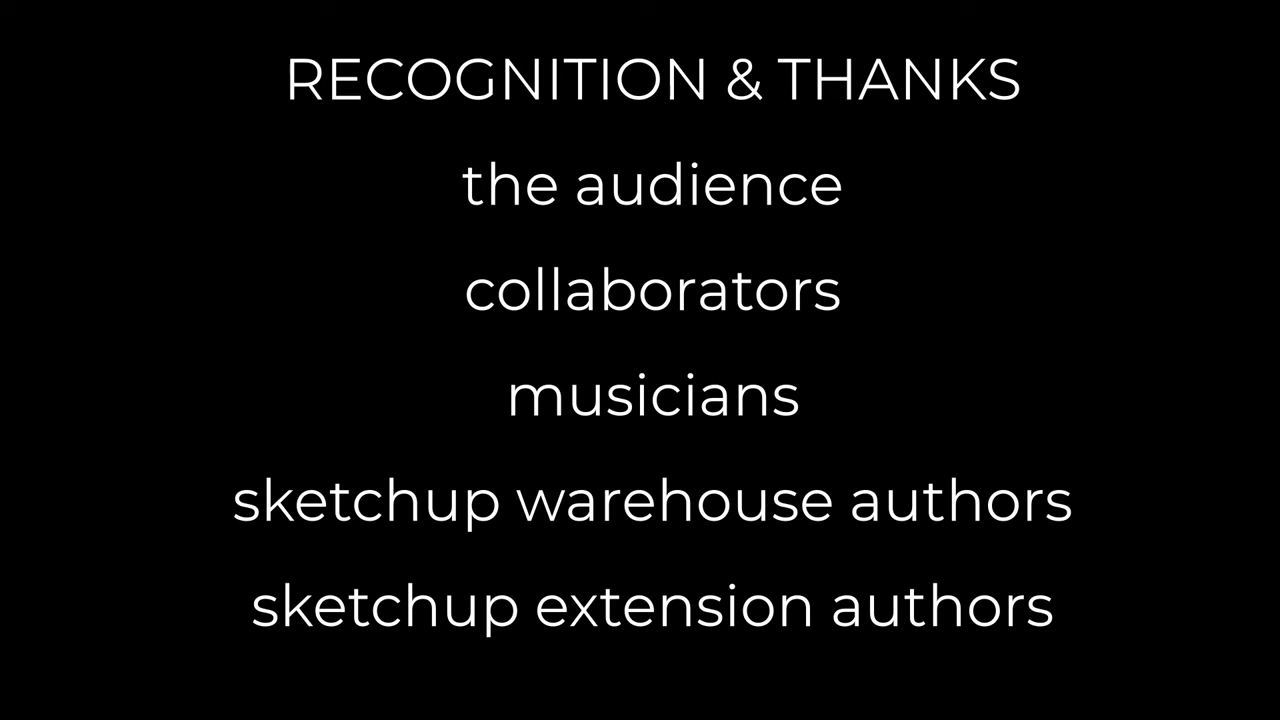 RECOGNITION & THANKS
the audience
collaborators
musicians
sketchup warehouse authors
sketchup extension authors